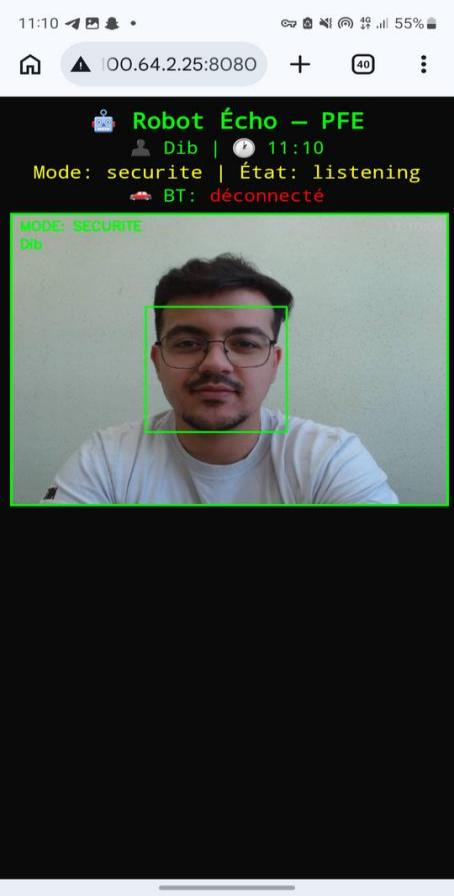 11:10
4G
55%
00.64.2.25:8080
40
Robot Écho — PFE
Dib | 11:10
Mode: securite | État: listening
BT: déconnecté
MODE: SECURITE
Dib